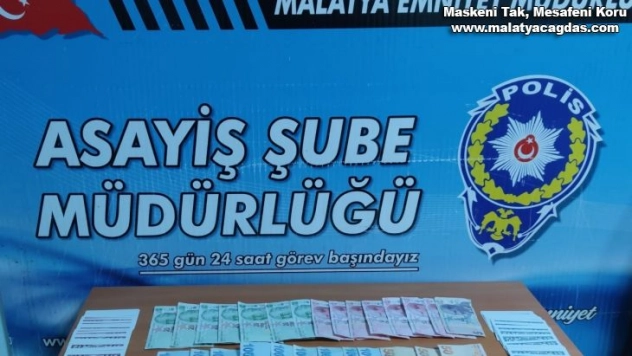 MALATYA EMNİYET MÜDÜRLÜ
Maskeni Tak, Mesafeni Koru
www.malatyacagdas.com
POLİS
ASAYİŞ ŞUBE
MÜDÜRLÜĞÜ
365 gün 24 saat görev başındayız